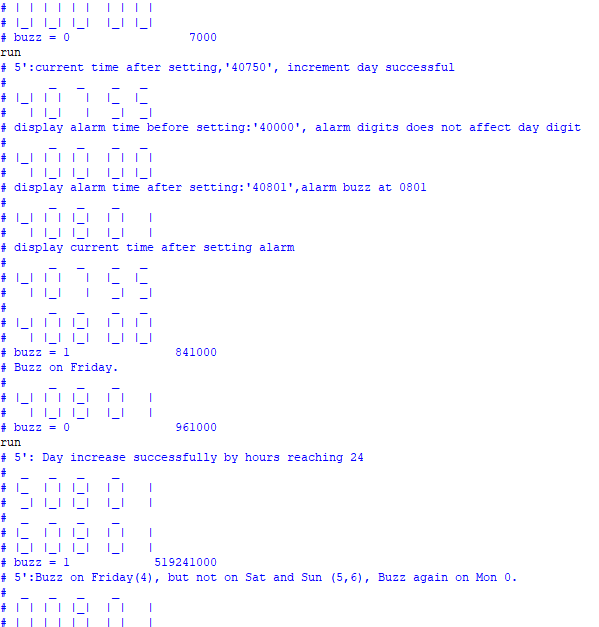 # | | | | | |  | | | |
# |_| |_| |_|  |_| |_|
# buzz = 0                 7000
run
# 5':current time after setting,'40750', increment day successful
#      _   _    _   _
# |_| | |   |  |_  |_
#   | |_|   |   _|  _|
# display alarm time before setting:'40000', alarm digits does not affect day digit
#      _   _    _   _
# |_| | | | |  | | | |
#   | |_| |_|  |_| |_|
# display alarm time after setting:'40801',alarm buzz at 0801
#      _   _    _
# |_| | | |_|  | |   |
#   | |_| |_|  |_|   |
# display current time after setting alarm
#      _   _    _   _
# |_| | |   |  |_  |_
#   | |_|   |   _|  _|
#      _   _    _   _
# |_| | | |_|  | | | |
#   | |_| |_|  |_| |_|
# buzz = 1               841000
# Buzz on Friday.
#      _   _    _
# |_| | | |_|  | |   |
#   | |_| |_|  |_|   |
# buzz = 0               961000
run
# 5': Day increase successfully by hours reaching 24
#  _   _   _    _
# |_  | | |_|  | |   |
#  _| |_| |_|  |_|   |
#  _   _   _    _
# |_  | | |_|  | |   |
# |_| |_| |_|  |_|   |
# buzz = 1            519241000
# 5':Buzz on Friday(4), but not on Sat and Sun (5,6), Buzz again on Mon 0.
#  _   _   _    _
# | | | | |_|  | |   |
# | | | | | |  | |   |